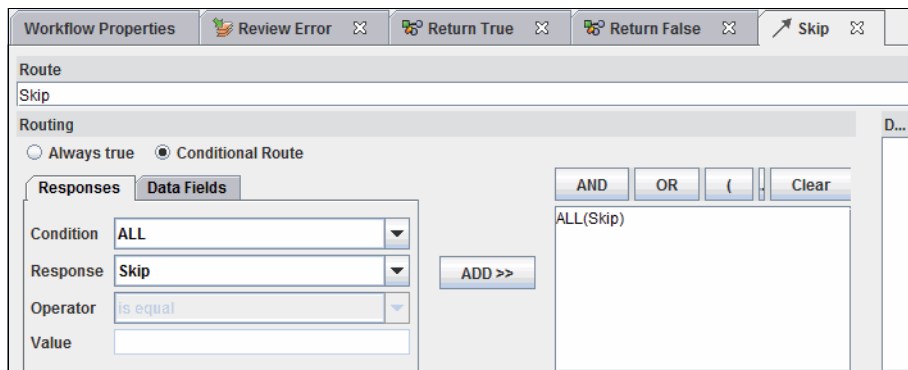 Workflow Properties Review Error Return True Return False Skip
Route
Skip
Routing D...
Always true Conditional Route
Responses Data Fields AND OR ( . Clear
ALL(Skip)
Condition ALL
Response Skip ADD >>
Operator is equal
Value